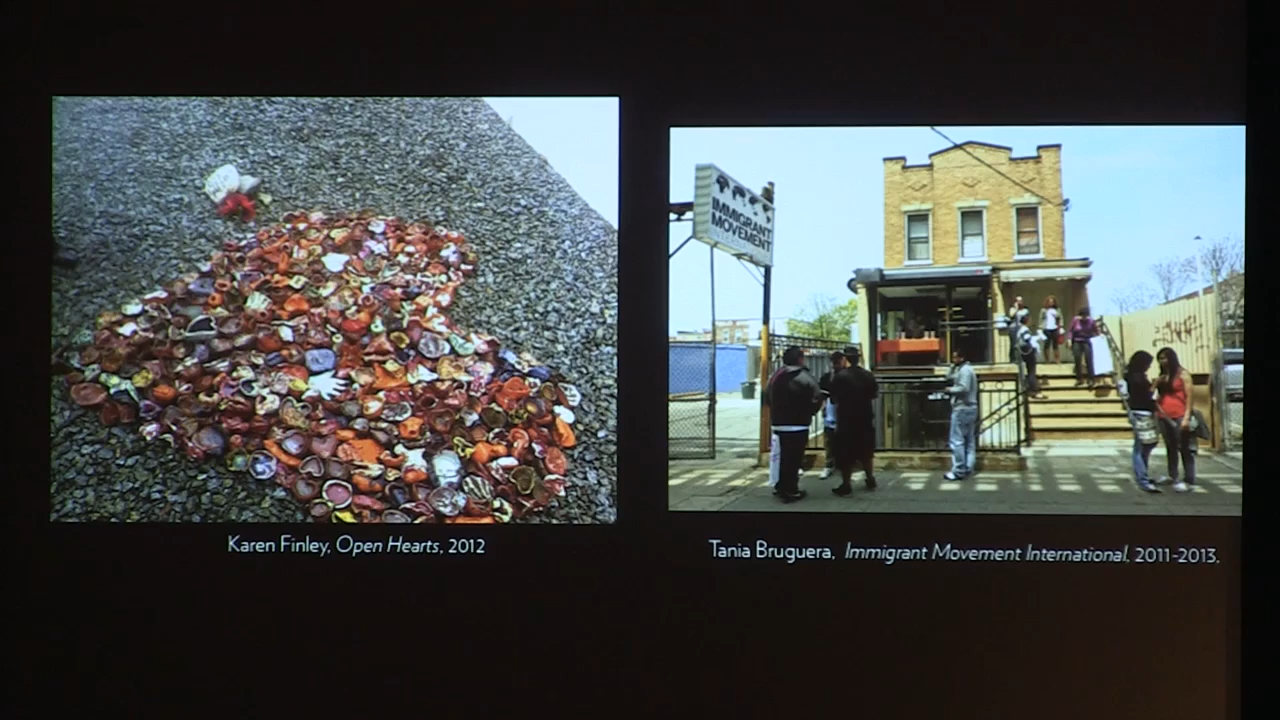 IMMIGRANT
MOVEMENT
Karen Finley, Open Hearts, 2012
Tania Bruguera, Immigrant Movement International, 2011-2013,